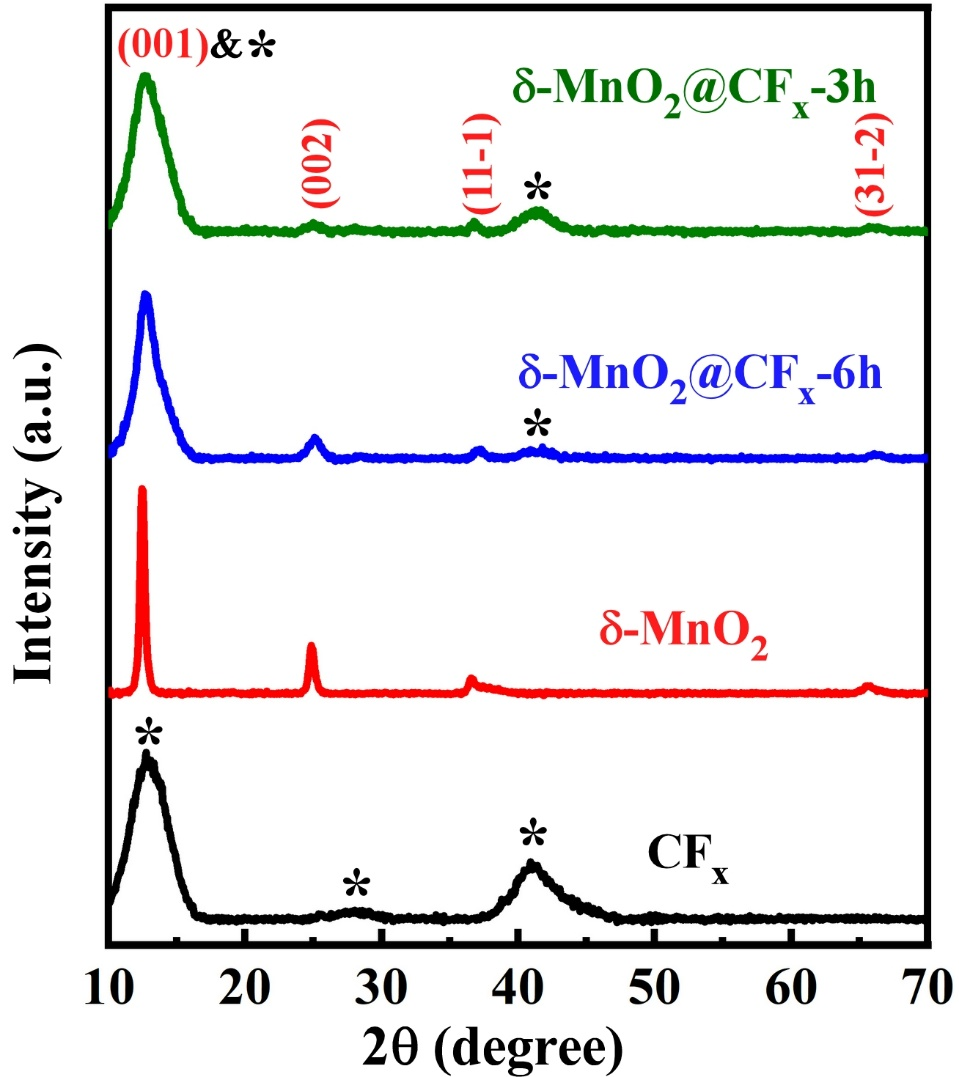 (001)&*
δ-MnO₂@CFₓ-3h
(002)
(11-1)
*
(31-2)
δ-MnO₂@CFₓ-6h
*
δ-MnO₂
*
*
*
CFₓ
Intensity (a.u.)
10 20 30 40 50 60 70
2θ (degree)